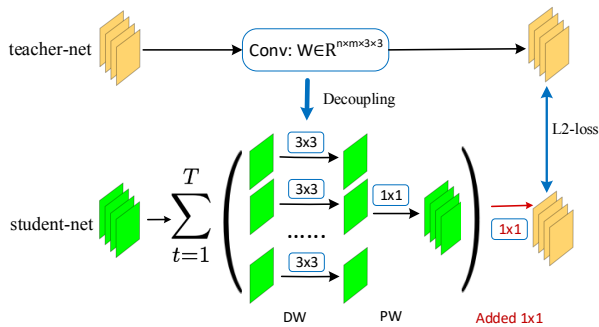 teacher-net
Conv: W∈R^{n×m×3×3}
Decoupling
L2-loss
3x3
3x3
1x1
......
3x3
student-net
T
∑
t=1
(
)
1x1
DW
PW
Added 1x1